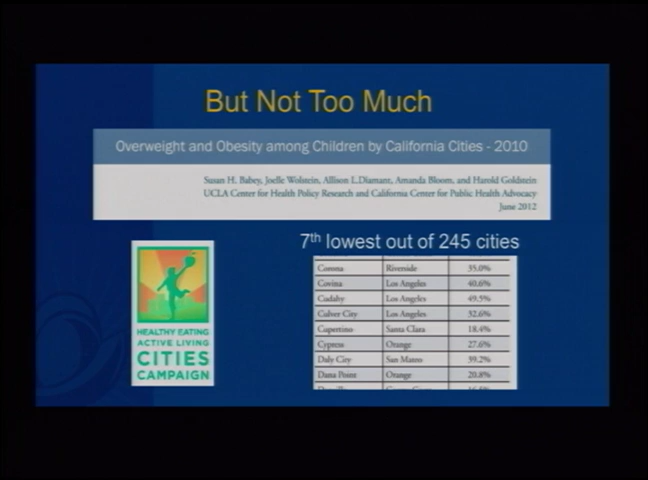 But Not Too Much
Overweight and Obesity among Children by California Cities - 2010
Susan H. Babey, Joelle Wolstein, Allison L.Diamant, Amanda Bloom, and Harold Goldstein
UCLA Center for Health Policy Research and California Center for Public Health Advocacy
June 2012
7th lowest out of 245 cities
Corona Riverside 35.0%
Covina Los Angeles 40.6%
Cudahy Los Angeles 49.5%
Culver City Los Angeles 32.6%
Cupertino Santa Clara 18.4%
Cypress Orange 27.6%
Daly City San Mateo 39.2%
Dana Point Orange 20.8%
HEALTHY EATING
ACTIVE LIVING
CITIES
CAMPAIGN